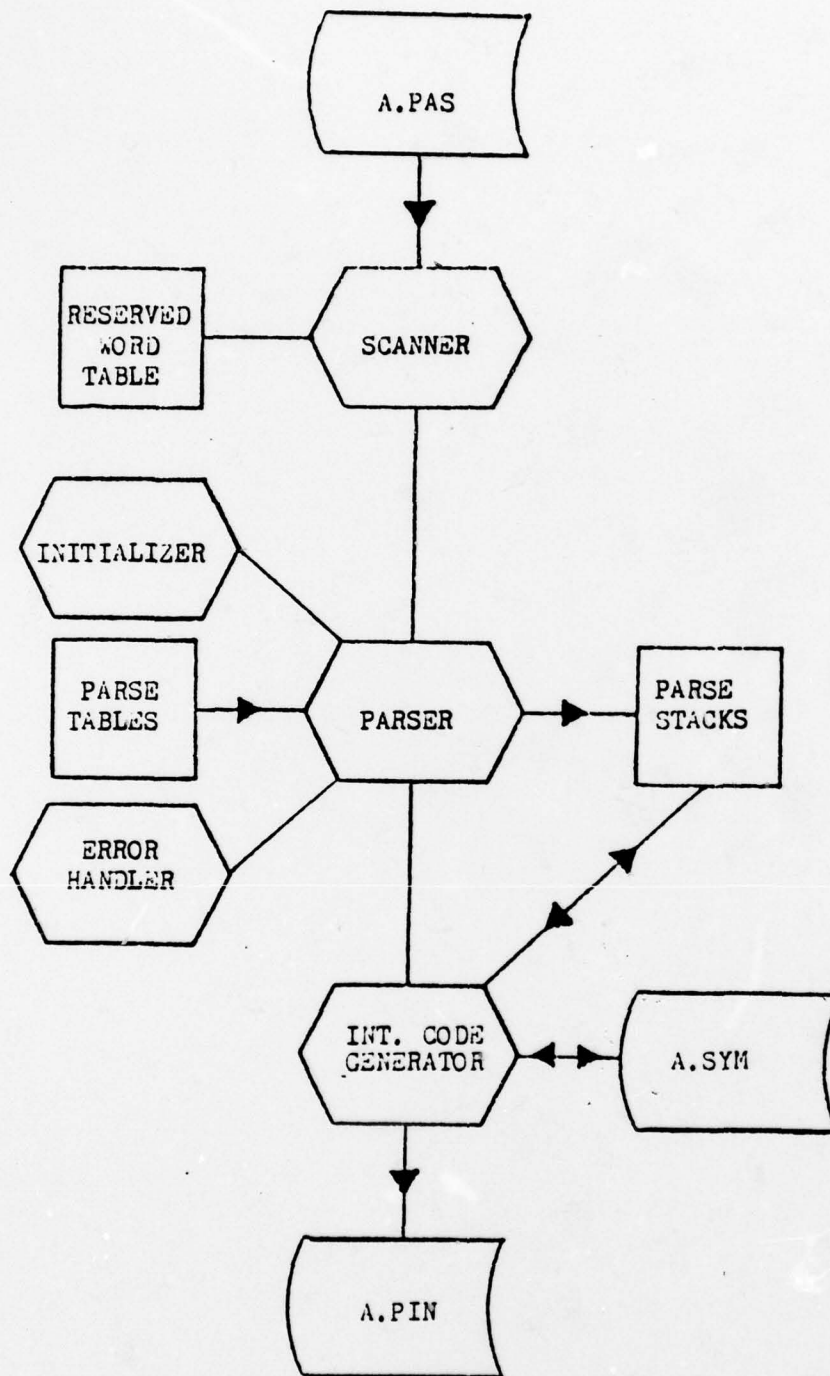 A.PAS
RESERVED
WORD
TABLE
SCANNER
INITIALIZER
PARSE
TABLES
PARSER
PARSE
STACKS
ERROR
HANDLER
INT. CODE
GENERATOR
A.SYM
A.PIN